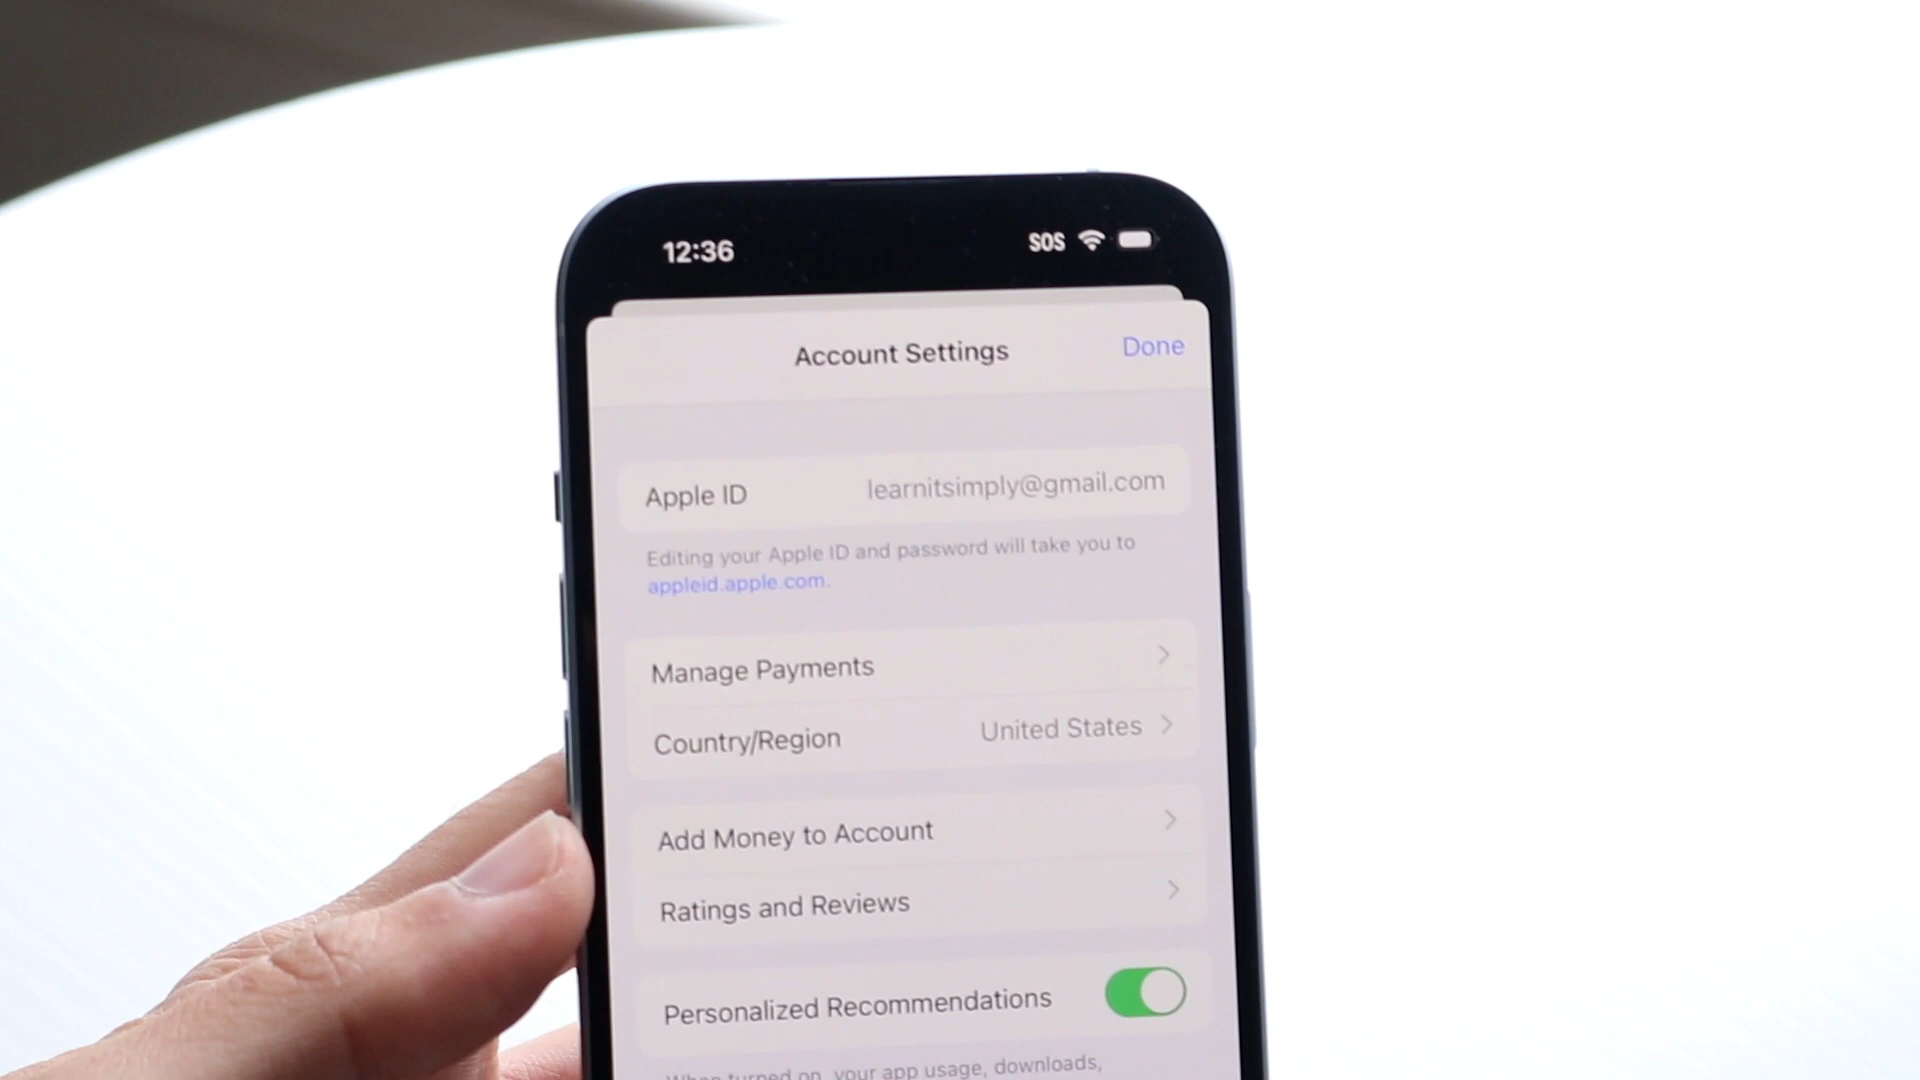 12:36 SOS
Account Settings Done
Apple ID learnitsimply@gmail.com
Editing your Apple ID and password will take you to
appleid.apple.com.
Manage Payments
Country/Region United States
Add Money to Account
Ratings and Reviews
Personalized Recommendations
When turned on, your app usage, downloads,